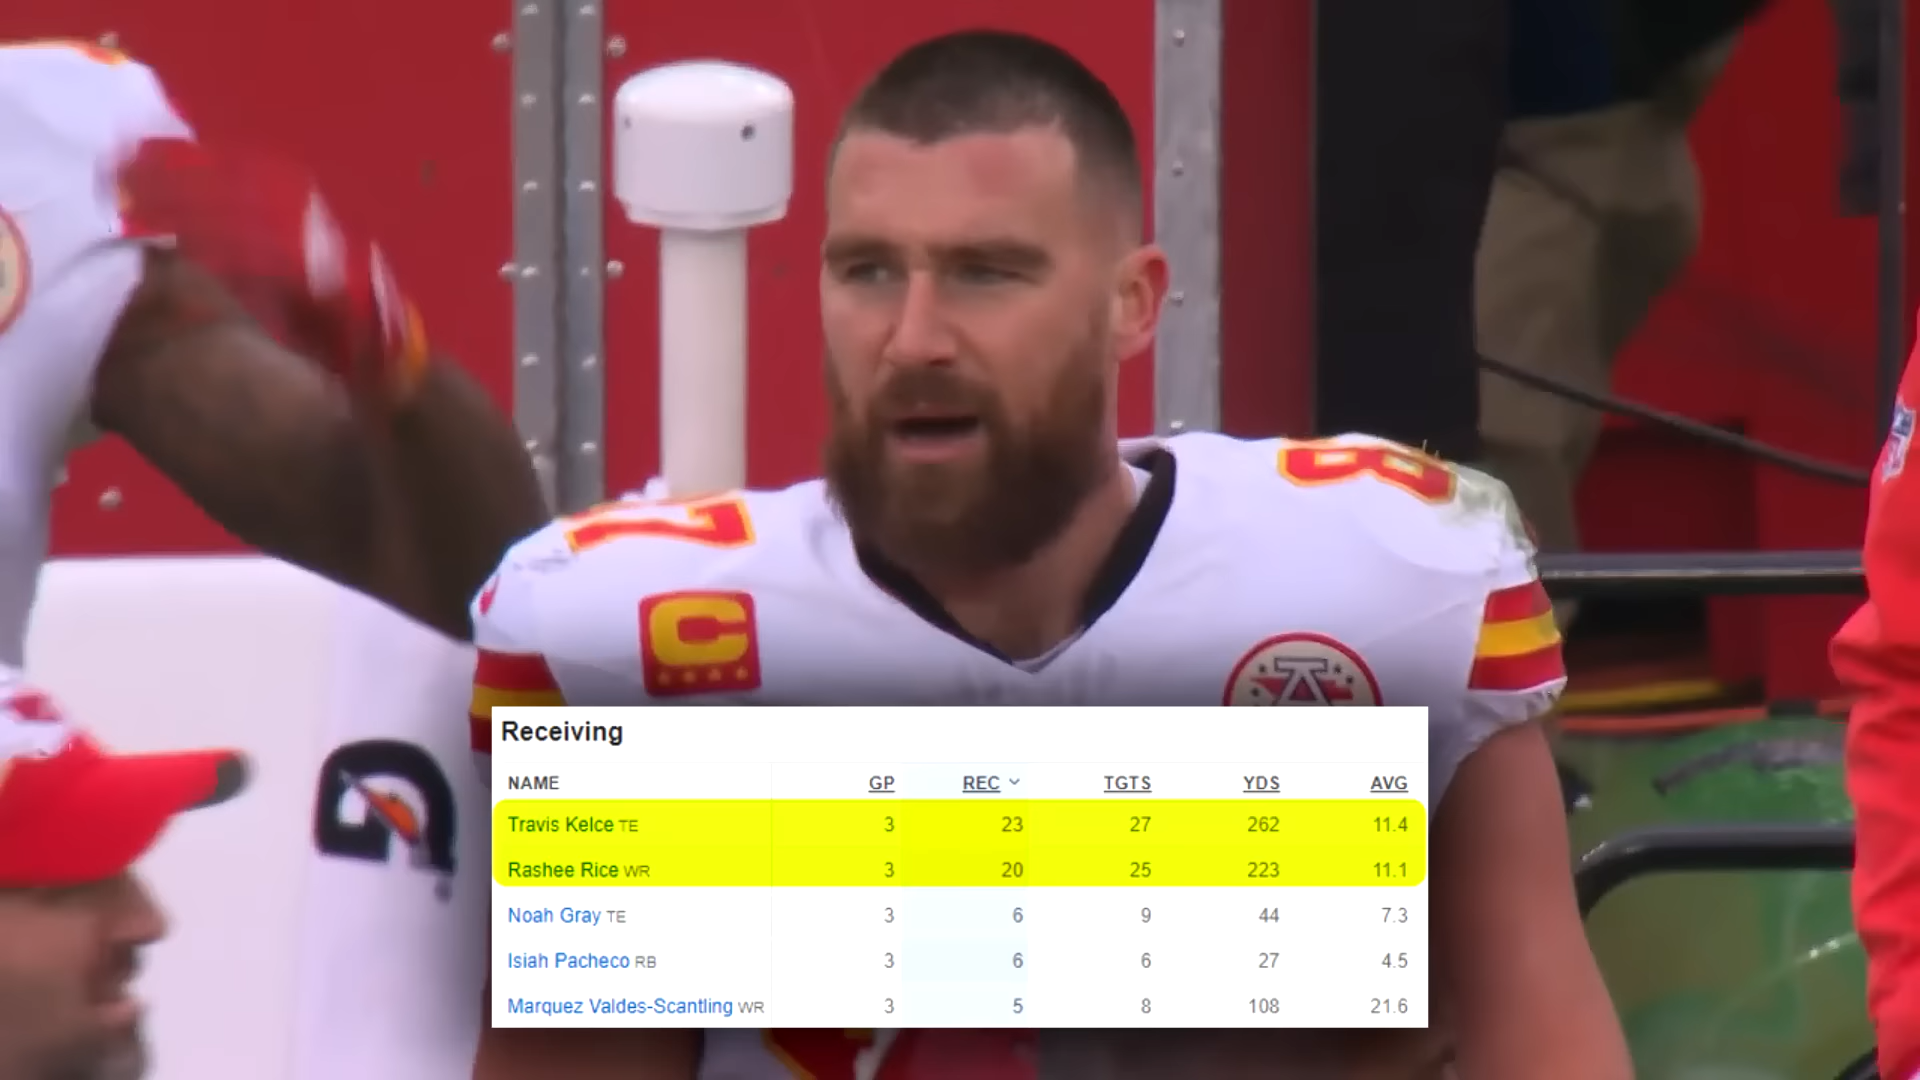 87
C
Receiving
NAME GP REC TGTS YDS AVG
Travis Kelce TE 3 23 27 262 11.4
Rashee Rice WR 3 20 25 223 11.1
Noah Gray TE 3 6 9 44 7.3
Isiah Pacheco RB 3 6 6 27 4.5
Marquez Valdes-Scantling WR 3 5 8 108 21.6
G